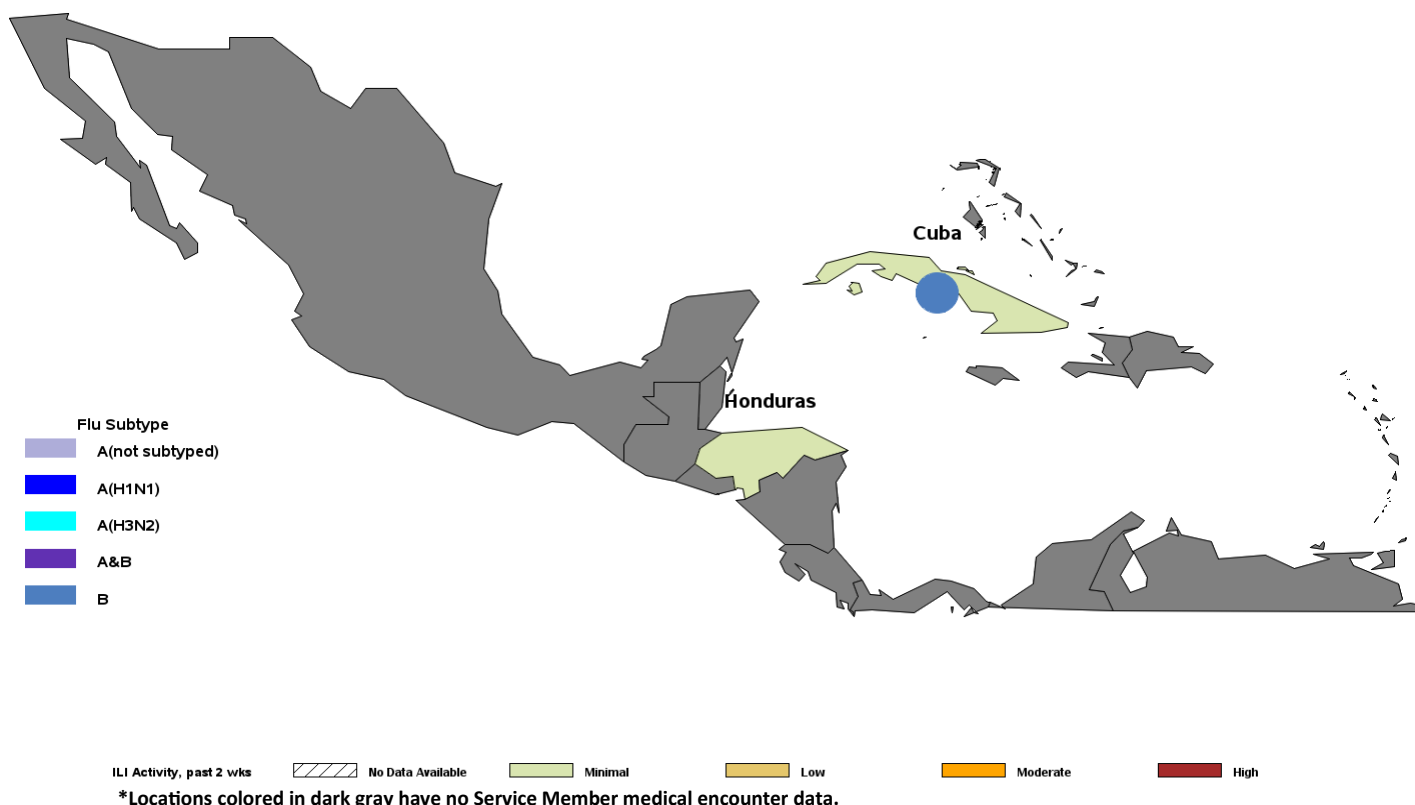 Cuba
Honduras
Flu Subtype
A(not subtyped)
A(H1N1)
A(H3N2)
A&B
B
ILI Activity, past 2 wks No Data Available Minimal Low Moderate High
*Locations colored in dark gray have no Service Member medical encounter data.